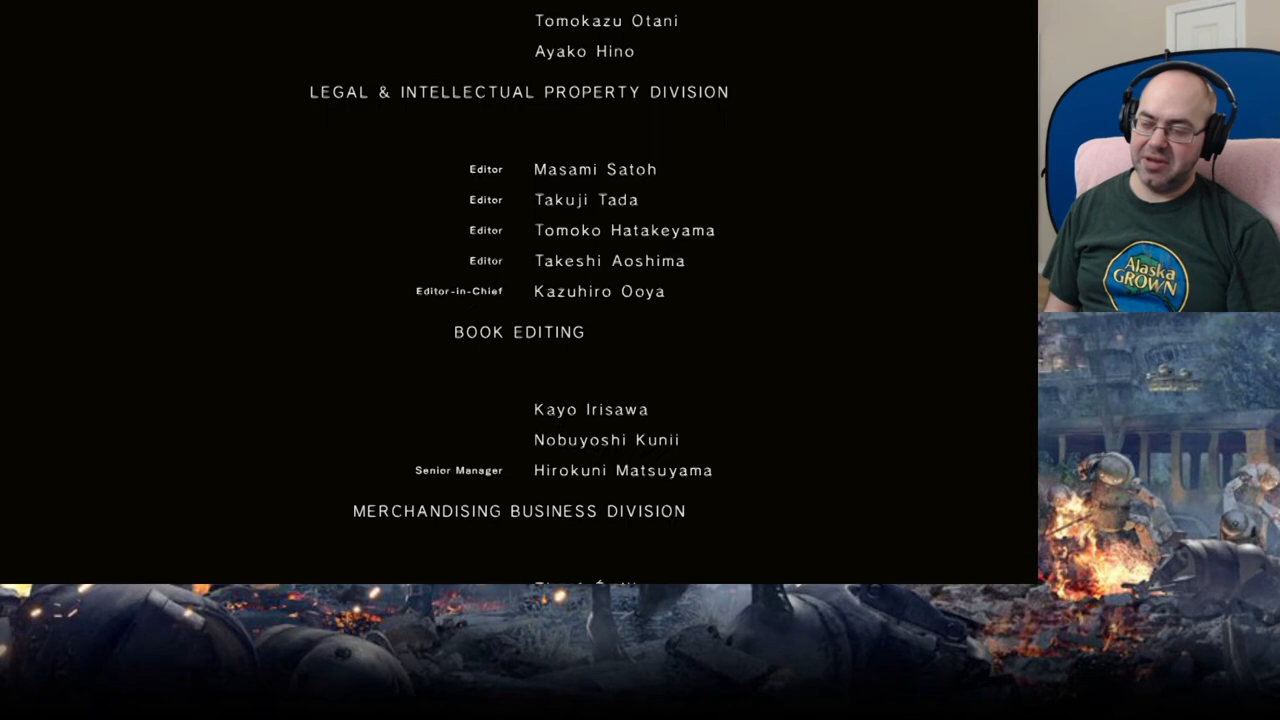 Tomokazu Otani
Ayako Hino
LEGAL & INTELLECTUAL PROPERTY DIVISION
Editor Masami Satoh
Editor Takuji Tada
Editor Tomoko Hatakeyama
Editor Takeshi Aoshima
Editor-in-Chief Kazuhiro Ooya
BOOK EDITING
Kayo Irisawa
Nobuyoshi Kunii
Senior Manager Hirokuni Matsuyama
MERCHANDISING BUSINESS DIVISION
Alaska
GROWN